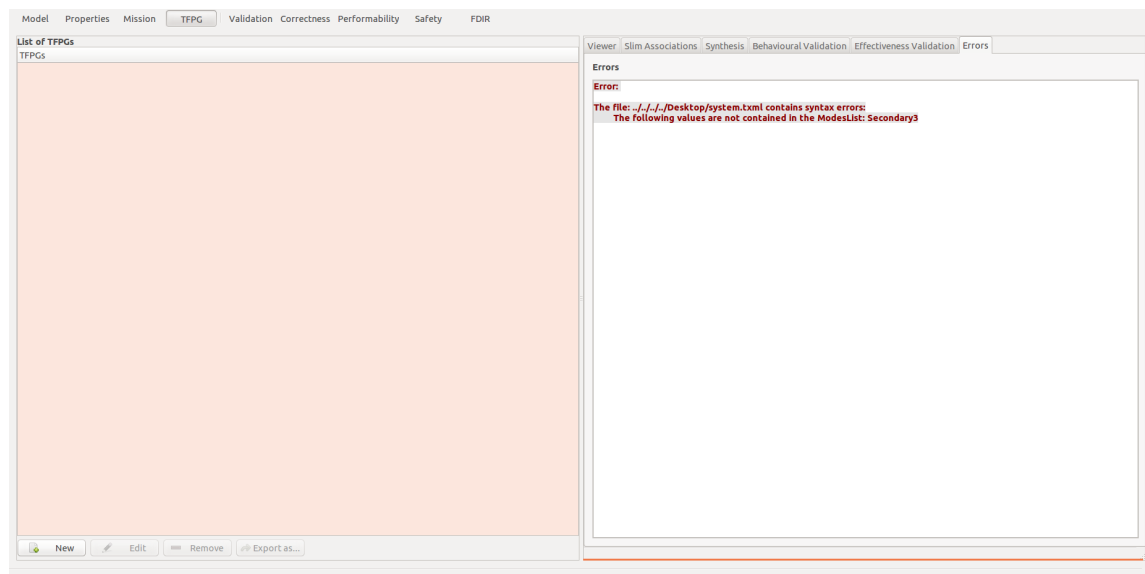 Model Properties Mission TFPG Validation Correctness Performability Safety FDIR
List of TFPGs
TFPGs
New Edit Remove Export as...
Viewer Slim Associations Synthesis Behavioural Validation Effectiveness Validation Errors
Errors
Error:
The file: ../../../../Desktop/system.txml contains syntax errors:
The following values are not contained in the ModesList: Secondary3